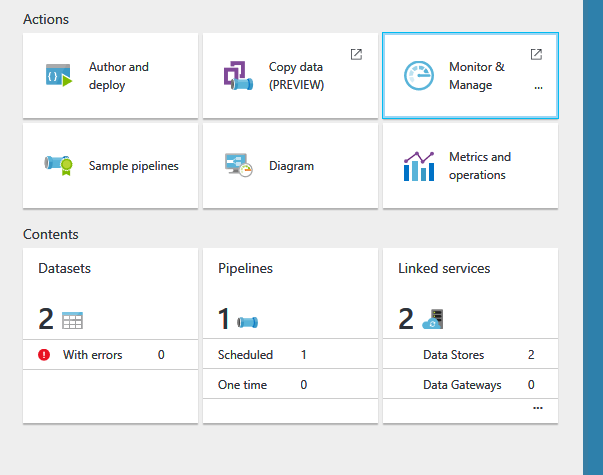 Actions
Author and
deploy
Copy data
(PREVIEW)
Monitor &
Manage
...
Sample pipelines
Diagram
Metrics and
operations
Contents
Datasets
2
With errors 0
Pipelines
1
Scheduled 1
One time 0
Linked services
2
Data Stores 2
Data Gateways 0
...